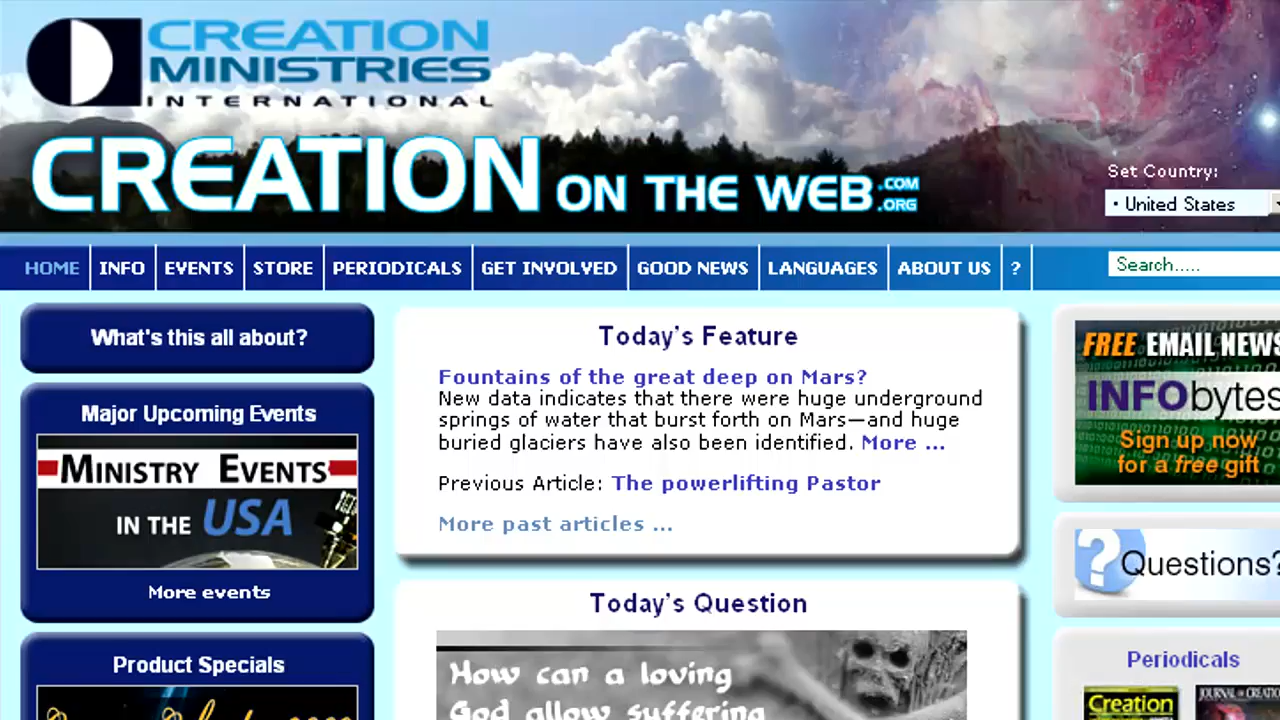 CREATION
MINISTRIES
INTERNATIONAL
CREATION ON THE WEB .COM .ORG
Set Country:
• United States
HOME INFO EVENTS STORE PERIODICALS GET INVOLVED GOOD NEWS LANGUAGES ABOUT US ?
Search.....
What's this all about?
Major Upcoming Events
MINISTRY EVENTS
IN THE USA
More events
Product Specials
Today's Feature
Fountains of the great deep on Mars?
New data indicates that there were huge underground
springs of water that burst forth on Mars—and huge
buried glaciers have also been identified. More ...
Previous Article: The powerlifting Pastor
More past articles ...
Today's Question
How can a loving
God allow suffering
FREE EMAIL NEWS
INFObytes
Sign up now
for a free gift
Questions?
Periodicals
Creation
JOURNAL OF CREATION